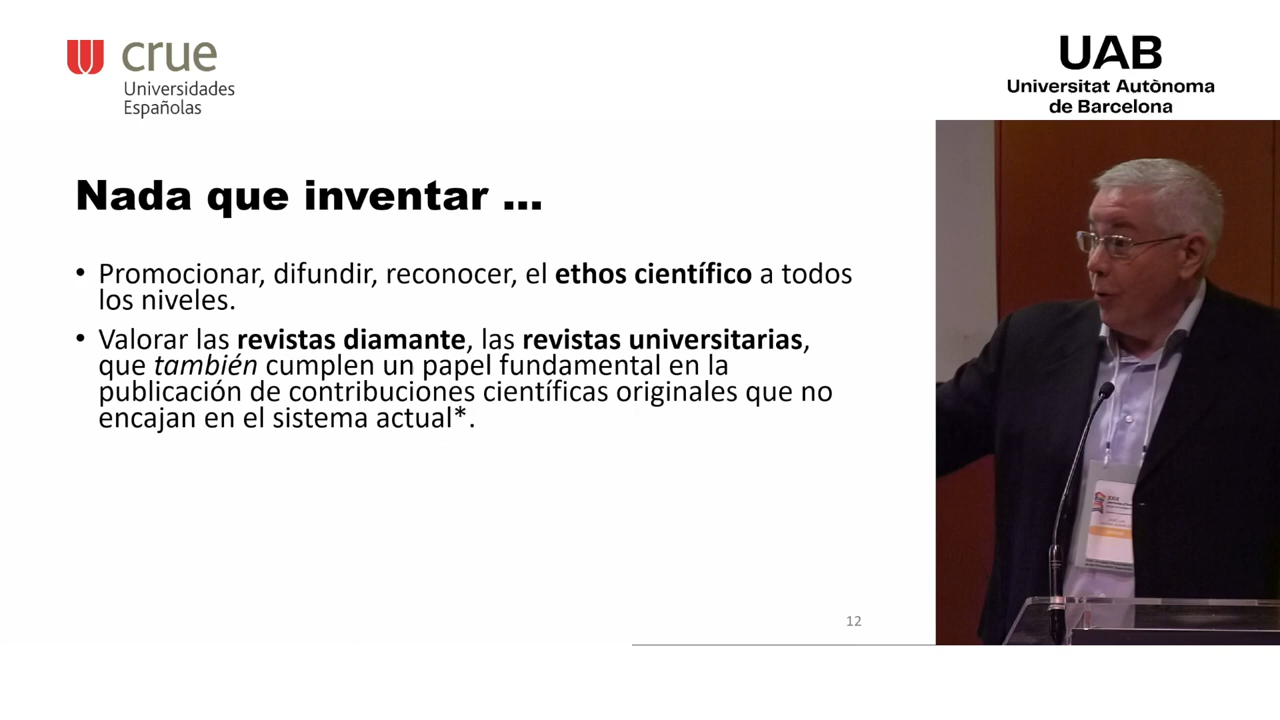 crue
Universidades
Españolas
UAB
Universitat Autònoma
de Barcelona
Nada que inventar ...
• Promocionar, difundir, reconocer, el ethos científico a todos
los niveles.
• Valorar las revistas diamante, las revistas universitarias,
que también cumplen un papel fundamental en la
publicación de contribuciones científicas originales que no
encajan en el sistema actual*.
12